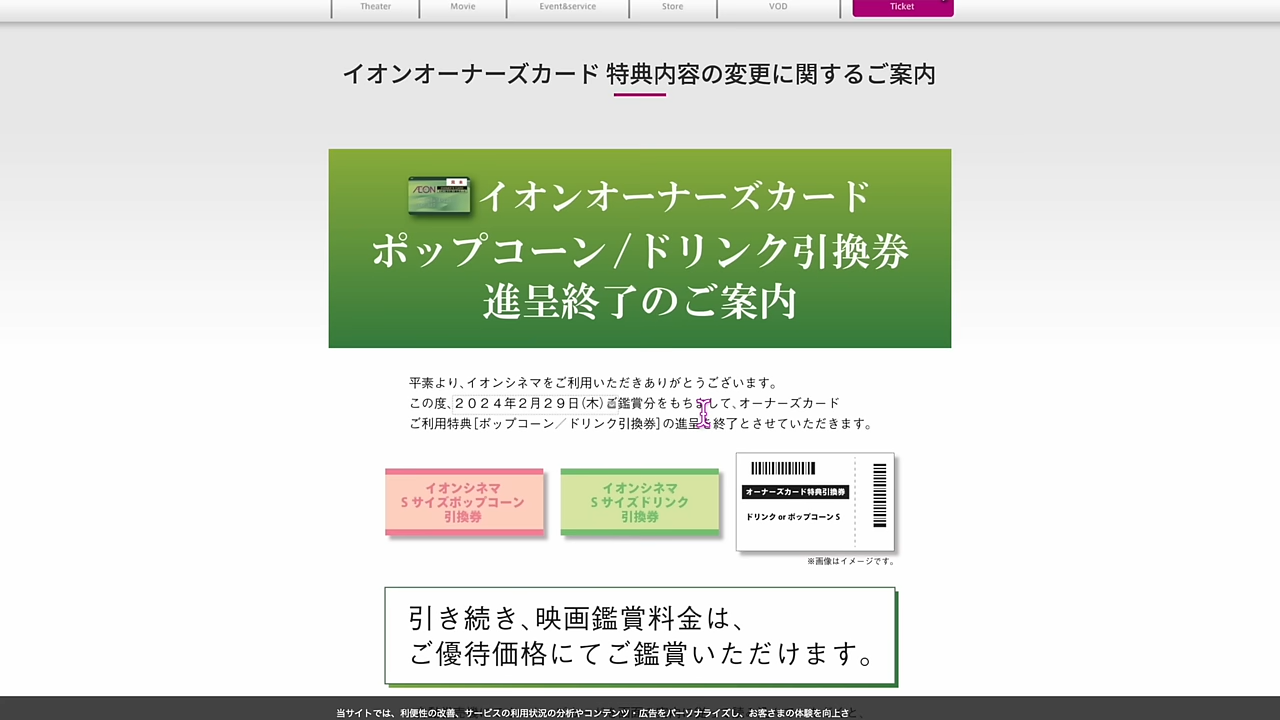 Theater Movie Event&service Store VOD Ticket
イオンオーナーズカード 特典内容の変更に関するご案内
AEON
イオンオーナーズカード
ポップコーン/ドリンク引換券
進呈終了のご案内
平素より、イオンシネマをご利用いただきありがとうございます。
この度、2024年2月29日(木)ご鑑賞分をもちまして、オーナーズカード
ご利用特典[ポップコーン/ドリンク引換券]の進呈を終了とさせていただきます。
イオンシネマ
Sサイズポップコーン
引換券
イオンシネマ
Sサイズドリンク
引換券
オーナーズカード特典引換券
ドリンク or ポップコーン S
※画像はイメージです。
引き続き、映画鑑賞料金は、
ご優待価格にてご鑑賞いただけます。
当サイトでは、利便性の改善、サービスの利用状況の分析やコンテンツ・広告をパーソナライズし、お客さまの体験を向上さ